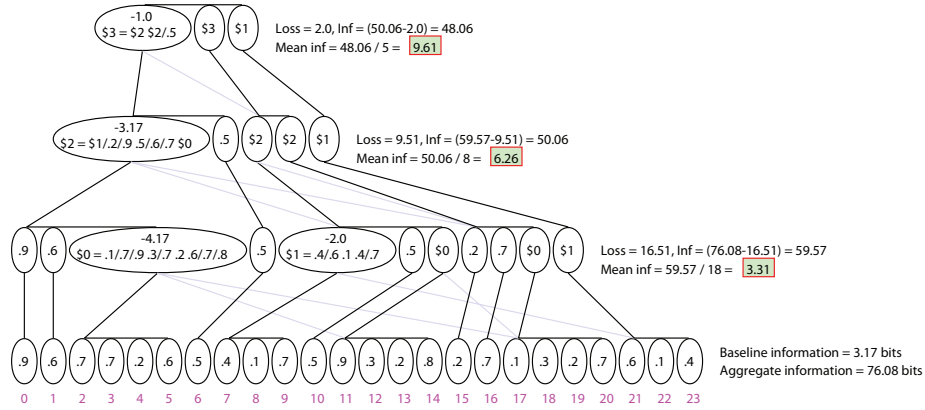 -1.0
$3 = $2 $2/.5 $3 $1
Loss = 2.0, Inf = (50.06-2.0) = 48.06
Mean inf = 48.06 / 5 = 9.61
-3.17
$2 = $1/.2/.9 .5/.6/.7 $0 .5 $2 $2 $1
Loss = 9.51, Inf = (59.57-9.51) = 50.06
Mean inf = 50.06 / 8 = 6.26
-4.17 -2.0
.9 .6 $0 = .1/.7/.9 .3/.7 .2 .6/.7/.8 .5 $1 = .4/.6 .1 .4/.7 .5 $0 .2 .7 $0 $1
Loss = 16.51, Inf = (76.08-16.51) = 59.57
Mean inf = 59.57 / 18 = 3.31
.9 .6 .7 .7 .2 .6 .5 .4 .1 .7 .5 .9 .3 .2 .8 .2 .7 .1 .3 .2 .7 .6 .1 .4
Baseline information = 3.17 bits
Aggregate information = 76.08 bits
0 1 2 3 4 5 6 7 8 9 10 11 12 13 14 15 16 17 18 19 20 21 22 23